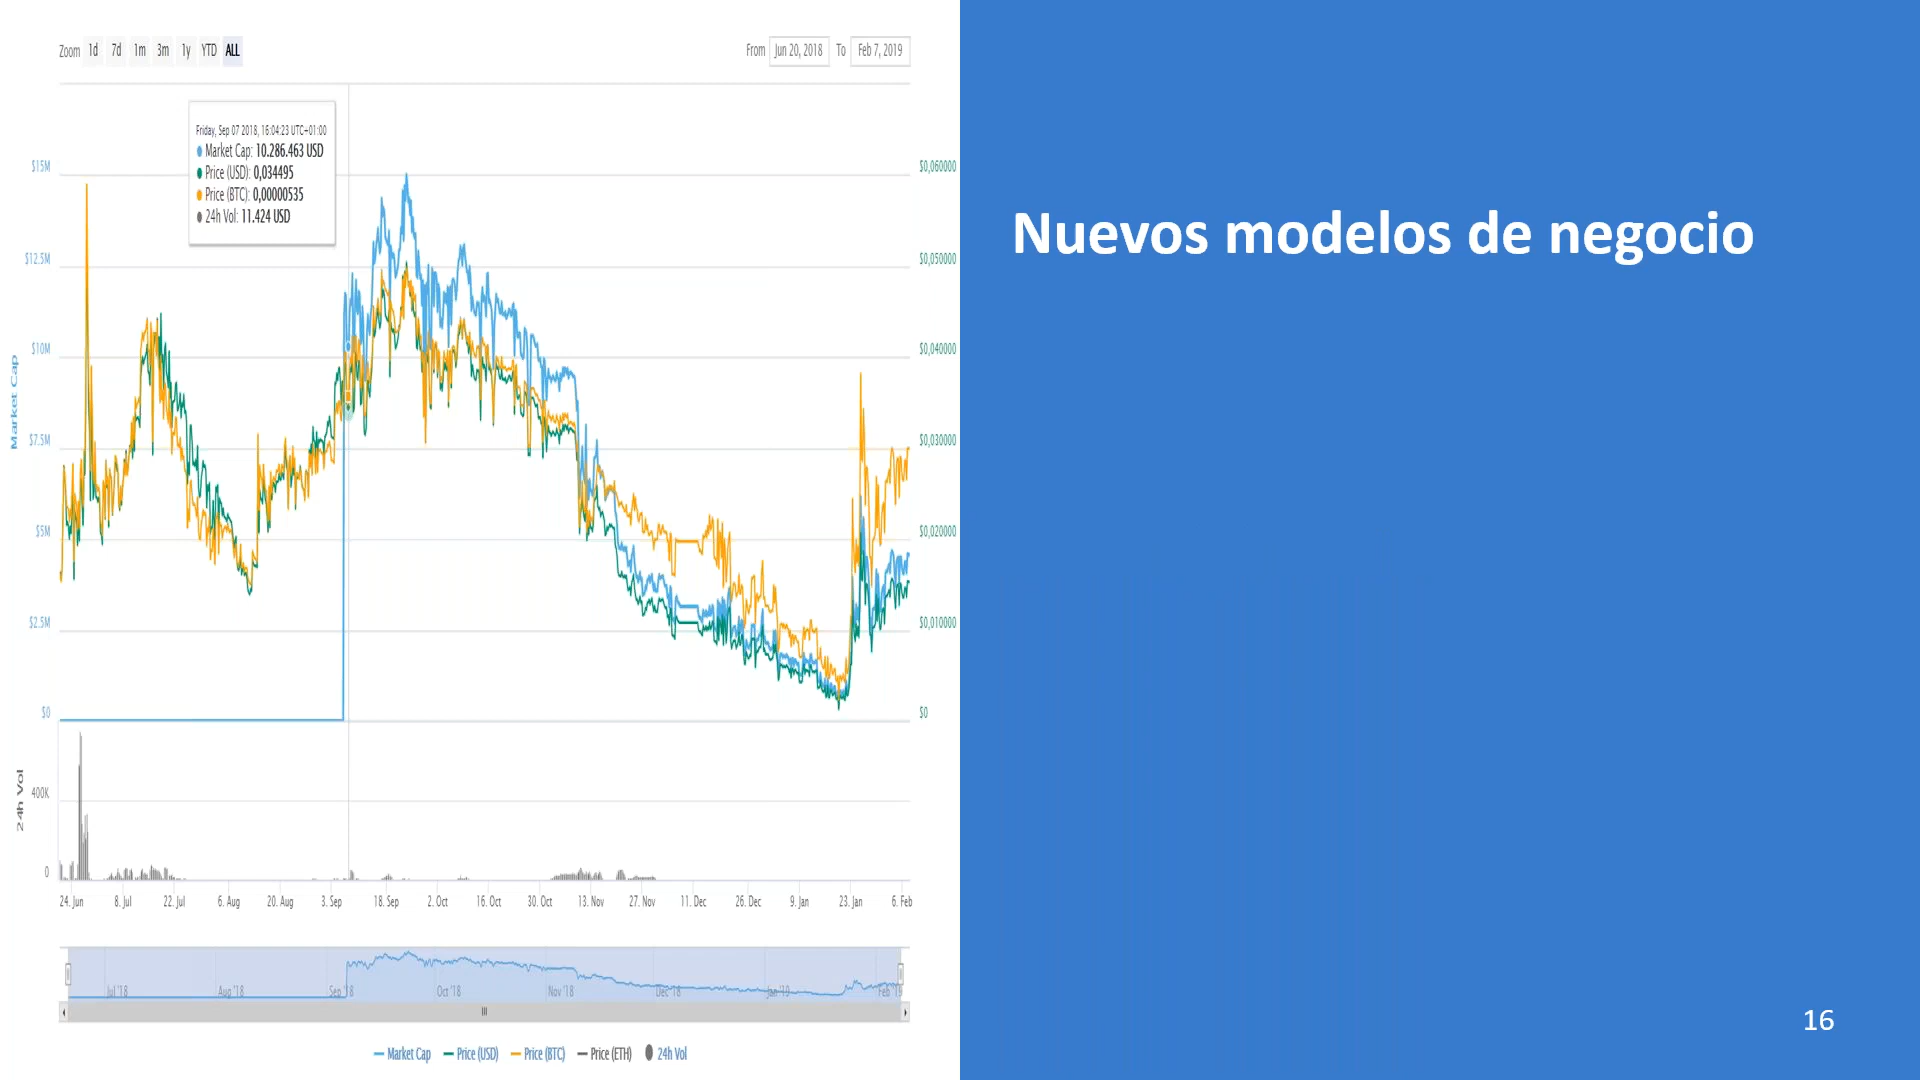 Zoom 1d 7d 1m 3m 1y YTD ALL
From Jun 20, 2018 To Feb 7, 2019
Friday, Sep 07 2018, 16:04:23 UTC+01:00
Market Cap: 10.286.463 USD
Price (USD): 0,034495
Price (BTC): 0,00000535
24h Vol: 11.424 USD
$15M
$12.5M
$10M
$7.5M
$5M
$2.5M
$0
Market Cap
$0,060000
$0,050000
$0,040000
$0,030000
$0,020000
$0,010000
$0
24h Vol
400K
0
24. Jun 8. Jul 22. Jul 6. Aug 20. Aug 3. Sep 18. Sep 2. Oct 16. Oct 30. Oct 13. Nov 27. Nov 11. Dec 26. Dec 9. Jan 23. Jan 6. Feb
Jul '18 Aug '18 Sep '18 Oct '18 Nov '18 Dec '18 Jan '19 Feb '19
Market Cap Price (USD) Price (BTC) Price (ETH) 24h Vol
Nuevos modelos de negocio
16